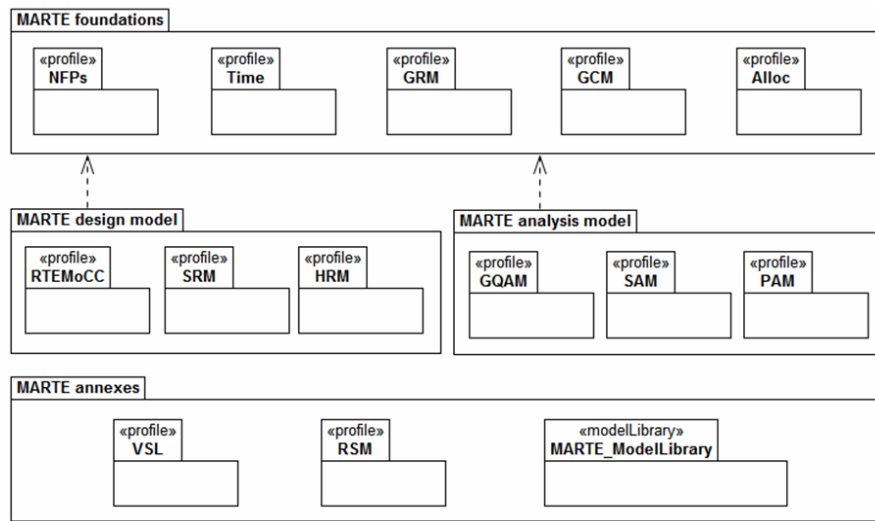 MARTE foundations
«profile»
NFPs
«profile»
Time
«profile»
GRM
«profile»
GCM
«profile»
Alloc
MARTE design model
«profile»
RTEMoCC
«profile»
SRM
«profile»
HRM
MARTE analysis model
«profile»
GQAM
«profile»
SAM
«profile»
PAM
MARTE annexes
«profile»
VSL
«profile»
RSM
«modelLibrary»
MARTE_ModelLibrary